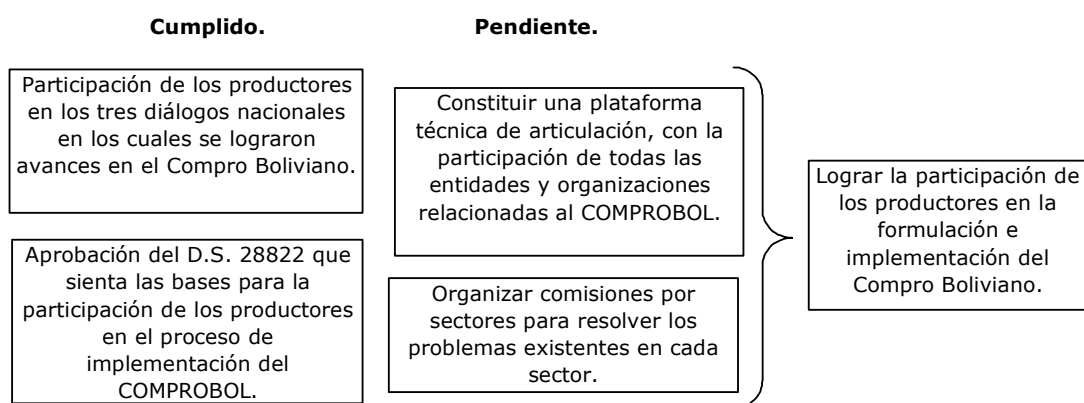 Cumplido.
Participación de los productores
en los tres diálogos nacionales
en los cuales se lograron
avances en el Compro Boliviano.
Aprobación del D.S. 28822 que
sienta las bases para la
participación de los productores
en el proceso de
implementación del
COMPROBOL.
Pendiente.
Constituir una plataforma
técnica de articulación, con la
participación de todas las
entidades y organizaciones
relacionadas al COMPROBOL.
Organizar comisiones por
sectores para resolver los
problemas existentes en cada
sector.
Lograr la participación de
los productores en la
formulación e
implementación del
Compro Boliviano.